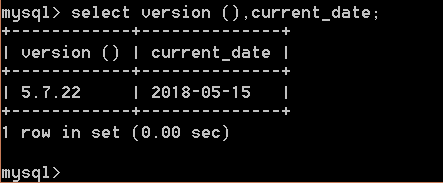 mysql> select version (),current_date;
+------------+--------------+
| version () | current_date |
+------------+--------------+
| 5.7.22     | 2018-05-15   |
+------------+--------------+
1 row in set (0.00 sec)
mysql>